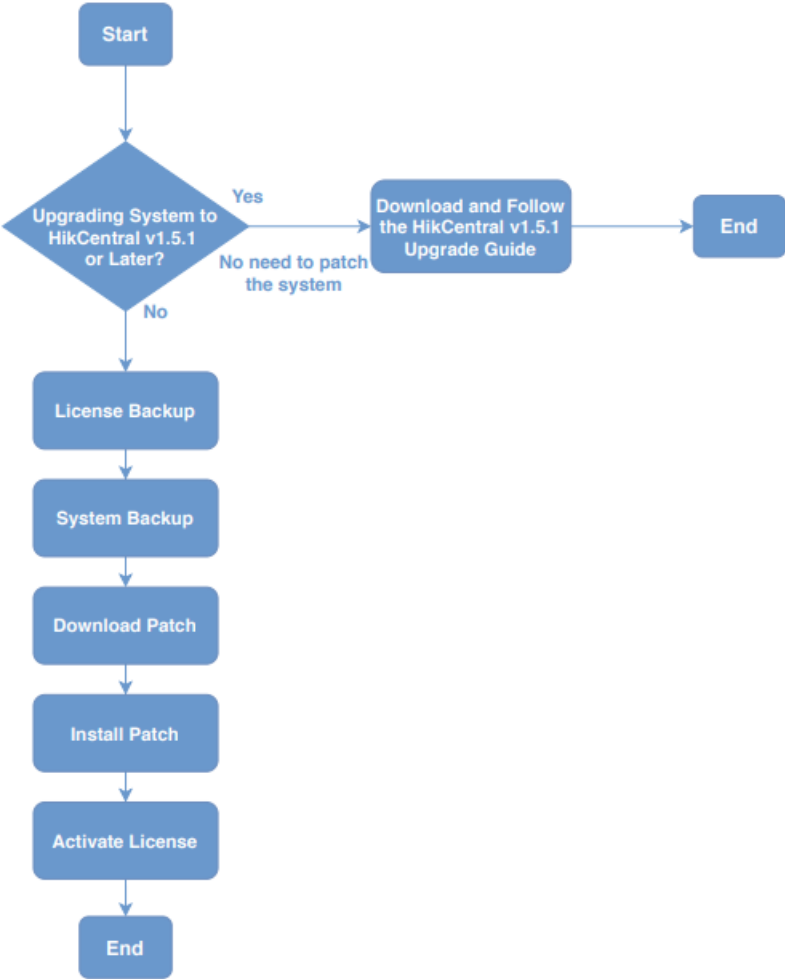 Start
Upgrading System to
HikCentral v1.5.1
or Later?
Yes
No need to patch
the system
Download and Follow
the HikCentral v1.5.1
Upgrade Guide
End
No
License Backup
System Backup
Download Patch
Install Patch
Activate License
End